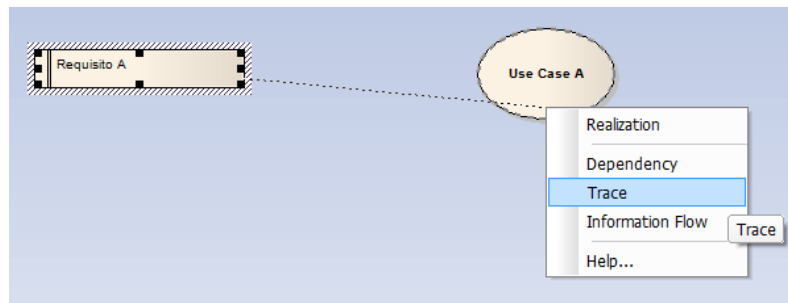 Requisito A
Use Case A
Realization
Dependency
Trace
Information Flow
Trace
Help...